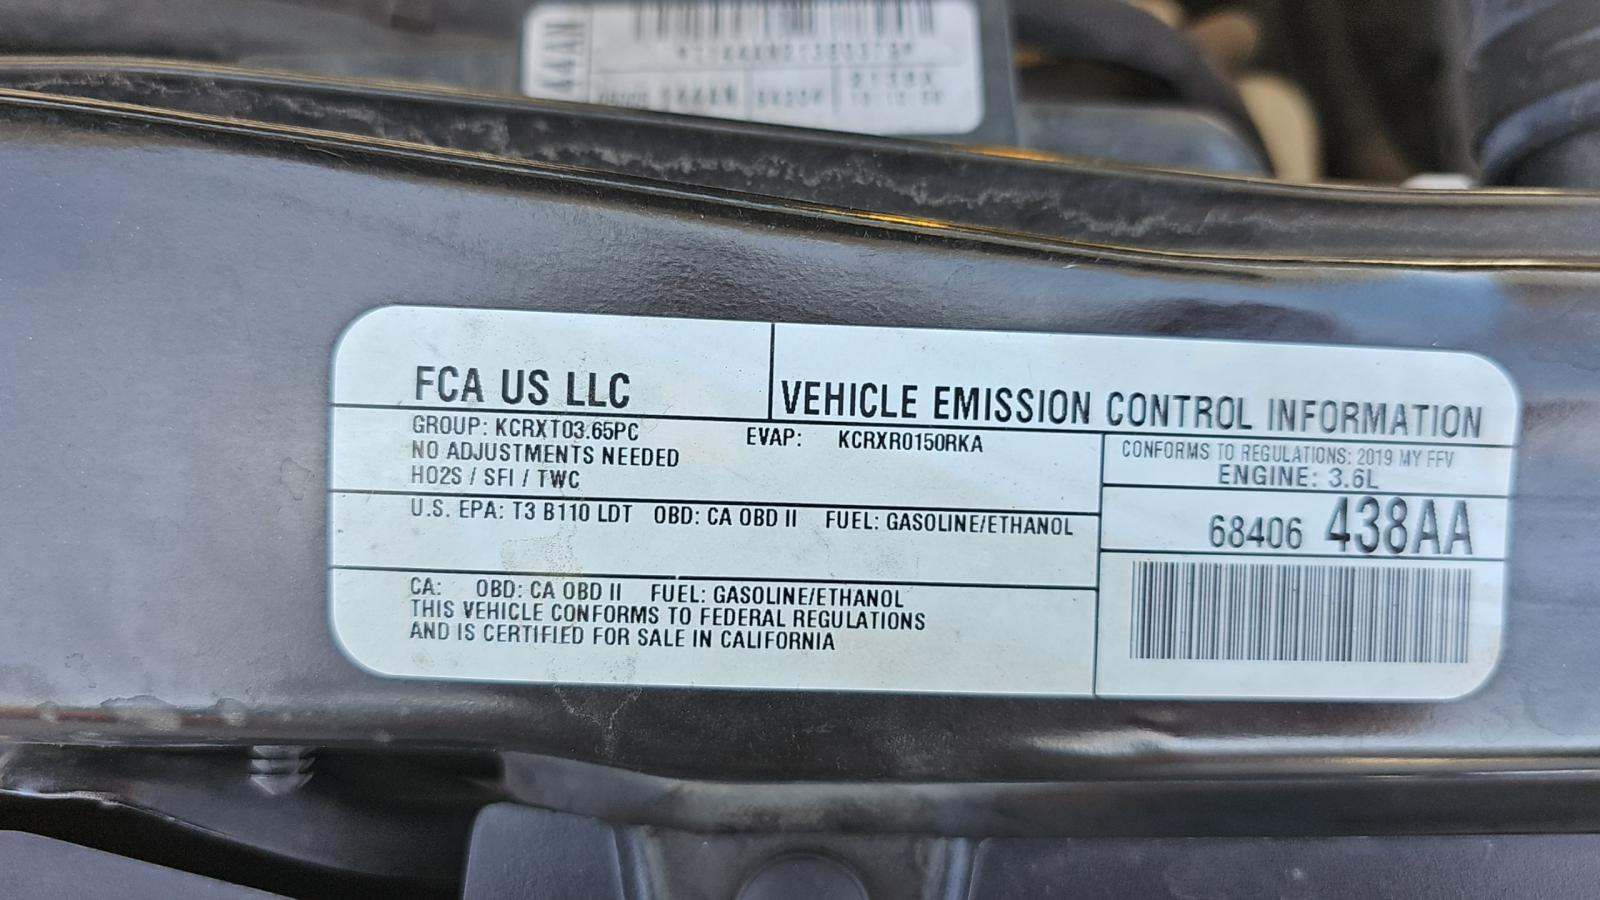 44AN
FCA US LLC
VEHICLE EMISSION CONTROL INFORMATION
GROUP: KCRXT03.65PC
EVAP: KCRXR0150RKA
NO ADJUSTMENTS NEEDED
HO2S / SFI / TWC
CONFORMS TO REGULATIONS: 2019 MY FFV
ENGINE: 3.6L
U.S. EPA: T3 B110 LDT OBD: CA OBD II FUEL: GASOLINE/ETHANOL
68406 438AA
CA: OBD: CA OBD II FUEL: GASOLINE/ETHANOL
THIS VEHICLE CONFORMS TO FEDERAL REGULATIONS
AND IS CERTIFIED FOR SALE IN CALIFORNIA